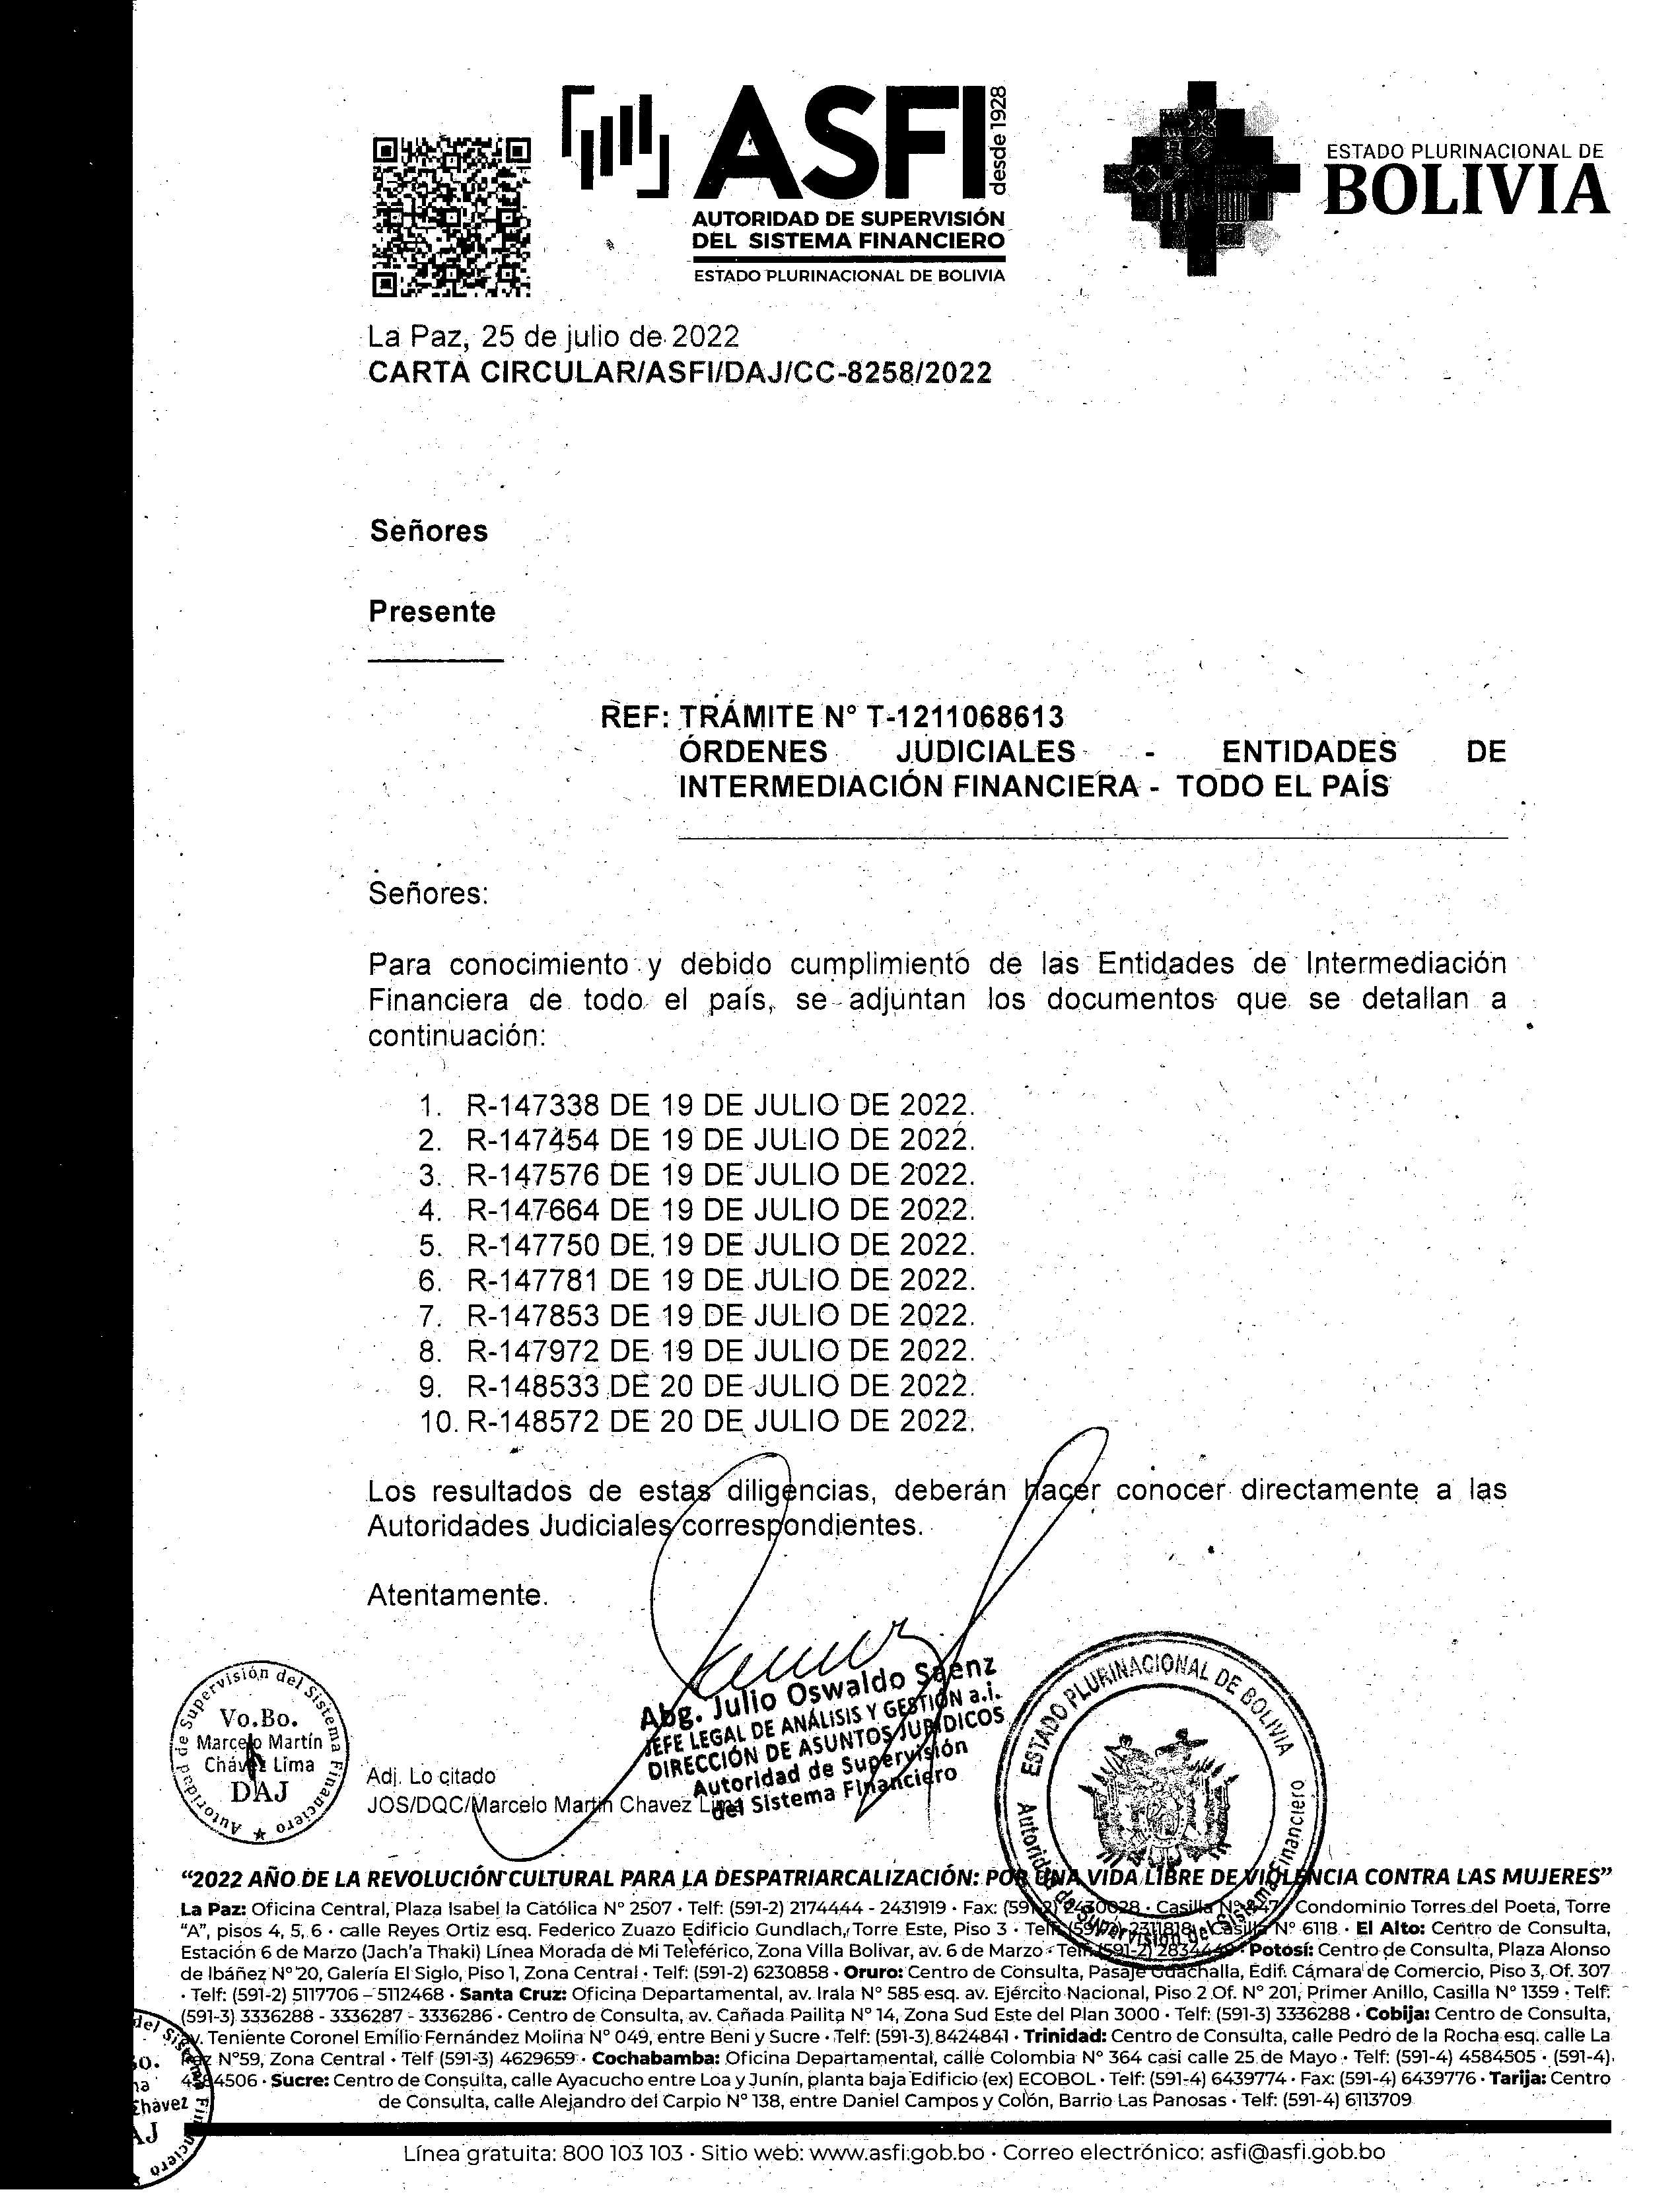 ASFI
desde 1928
AUTORIDAD DE SUPERVISIÓN
DEL SISTEMA FINANCIERO
ESTADO PLURINACIONAL DE BOLIVIA
ESTADO PLURINACIONAL DE
BOLIVIA
La Paz, 25 de julio de 2022
CARTA CIRCULAR/ASFI/DAJ/CC-8258/2022
Señores
Presente
REF: TRÁMITE N° T-1211068613
ÓRDENES JUDICIALES - ENTIDADES DE
INTERMEDIACIÓN FINANCIERA - TODO EL PAÍS
Señores:
Para conocimiento y debido cumplimiento de las Entidades de Intermediación
Financiera de todo el país, se adjuntan los documentos que se detallan a
continuación:
1. R-147338 DE 19 DE JULIO DE 2022.
2. R-147454 DE 19 DE JULIO DE 2022.
3. R-147576 DE 19 DE JULIO DE 2022.
4. R-147664 DE 19 DE JULIO DE 2022.
5. R-147750 DE 19 DE JULIO DE 2022.
6. R-147781 DE 19 DE JULIO DE 2022.
7. R-147853 DE 19 DE JULIO DE 2022.
8. R-147972 DE 19 DE JULIO DE 2022.
9. R-148533 DE 20 DE JULIO DE 2022.
10. R-148572 DE 20 DE JULIO DE 2022.
Los resultados de estas diligencias, deberán hacer conocer directamente a las
Autoridades Judiciales correspondientes.
Atentamente.
Abg. Julio Oswaldo Saenz
JEFE LEGAL DE ANÁLISIS Y GESTIÓN a.i.
DIRECCIÓN DE ASUNTOS JURÍDICOS
Autoridad de Supervisión
del Sistema Financiero
Autoridad de Supervisión del Sistema Financiero
Vo.Bo.
Marcelo Martín
Chávez Lima
DAJ
ESTADO PLURINACIONAL DE BOLIVIA
Autoridad de Supervisión del Sistema Financiero
Adj. Lo citado
JOS/DQC/Marcelo Martin Chavez Lima
“2022 AÑO DE LA REVOLUCIÓN CULTURAL PARA LA DESPATRIARCALIZACIÓN: POR UNA VIDA LIBRE DE VIOLENCIA CONTRA LAS MUJERES”
La Paz: Oficina Central, Plaza Isabel la Católica N° 2507 · Telf: (591-2) 2174444 - 2431919 · Fax: (591-2) 2430028 · Casilla N° 447 Condominio Torres del Poeta, Torre
“A”, pisos 4, 5, 6 · calle Reyes Ortiz esq. Federico Zuazo Edificio Gundlach, Torre Este, Piso 3 · Telf: (591-2) 2311818 · Casilla N° 6118 · El Alto: Centro de Consulta,
Estación 6 de Marzo (Jach'a Thaki) Línea Morada de Mi Teleférico, Zona Villa Bolivar, av. 6 de Marzo · Telf: (591-2) 2834449 · Potosí: Centro de Consulta, Plaza Alonso
de Ibáñez N° 20, Galería El Siglo, Piso 1, Zona Central · Telf: (591-2) 6230858 · Oruro: Centro de Consulta, Pasaje Guachalla, Edif. Cámara de Comercio, Piso 3, Of. 307
· Telf: (591-2) 5117706 – 5112468 · Santa Cruz: Oficina Departamental, av. Irala N° 585 esq. av. Ejército Nacional, Piso 2 Of. N° 201, Primer Anillo, Casilla N° 1359 · Telf:
(591-3) 3336288 - 3336287 - 3336286 · Centro de Consulta, av. Cañada Pailita N° 14, Zona Sud Este del Plan 3000 · Telf: (591-3) 3336288 · Cobija: Centro de Consulta,
av. Teniente Coronel Emilio Fernández Molina N° 049, entre Beni y Sucre · Telf: (591-3) 8424841 · Trinidad: Centro de Consulta, calle Pedro de la Rocha esq. calle La
Paz N°59, Zona Central · Telf (591-3) 4629659 · Cochabamba: Oficina Departamental, calle Colombia N° 364 casi calle 25 de Mayo · Telf: (591-4) 4584505 · (591-4)
4584506 · Sucre: Centro de Consulta, calle Ayacucho entre Loa y Junín, planta baja Edificio (ex) ECOBOL · Telf: (591-4) 6439774 · Fax: (591-4) 6439776 · Tarija: Centro
de Consulta, calle Alejandro del Carpio N° 138, entre Daniel Campos y Colón, Barrio Las Panosas · Telf: (591-4) 6113709
Línea gratuita: 800 103 103 · Sitio web: www.asfi.gob.bo · Correo electrónico: asfi@asfi.gob.bo